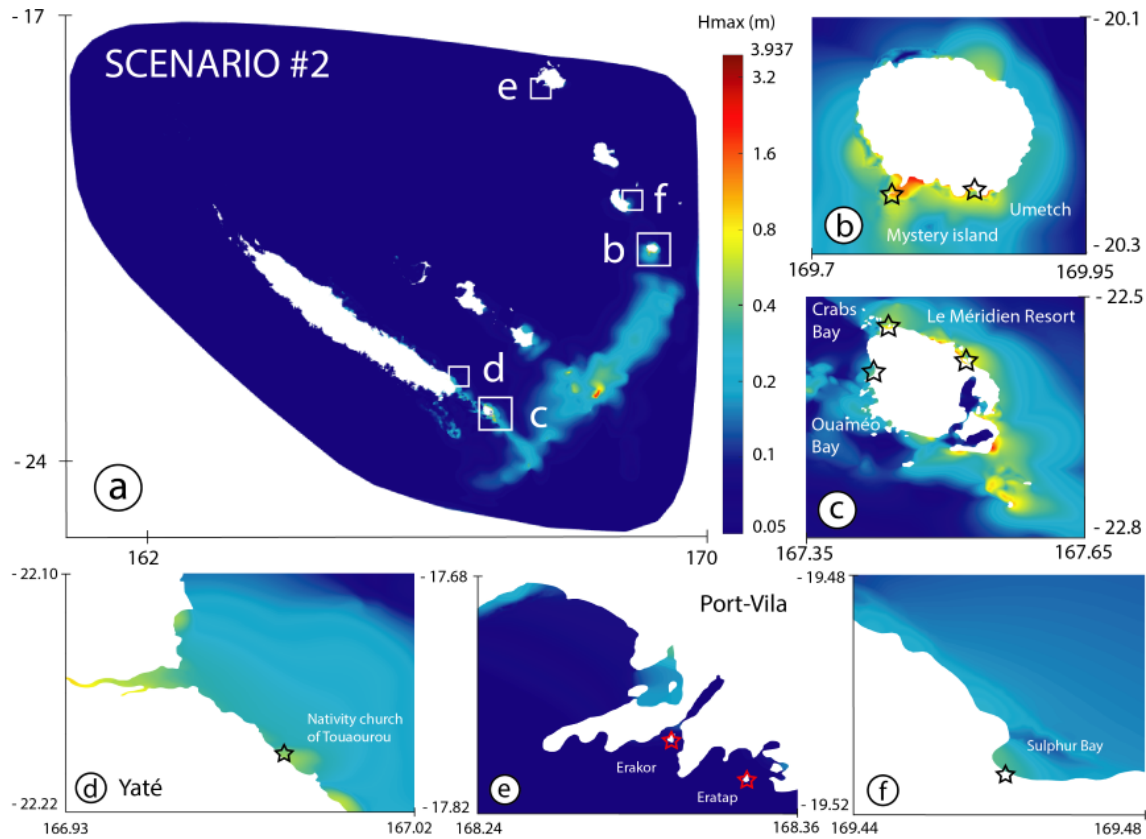 - 17
SCENARIO #2
e
f
b
d
c
a
- 24
162
170
Hmax (m)
3.937
3.2
1.6
0.8
0.4
0.2
0.1
0.05
- 20.1
Umetch
Mystery island
b
- 20.3
169.7
169.95
- 22.5
Crabs
Bay
Le Méridien Resort
Ouaméo
Bay
c
- 22.8
167.35
167.65
- 22.10
Nativity church
of Touaourou
d
Yaté
-22.22
166.93
167.02
- 17.68
Port-Vila
Erakor
Eratap
e
- 17.82
168.24
168.36
- 19.48
Sulphur Bay
f
- 19.52
169.44
169.48